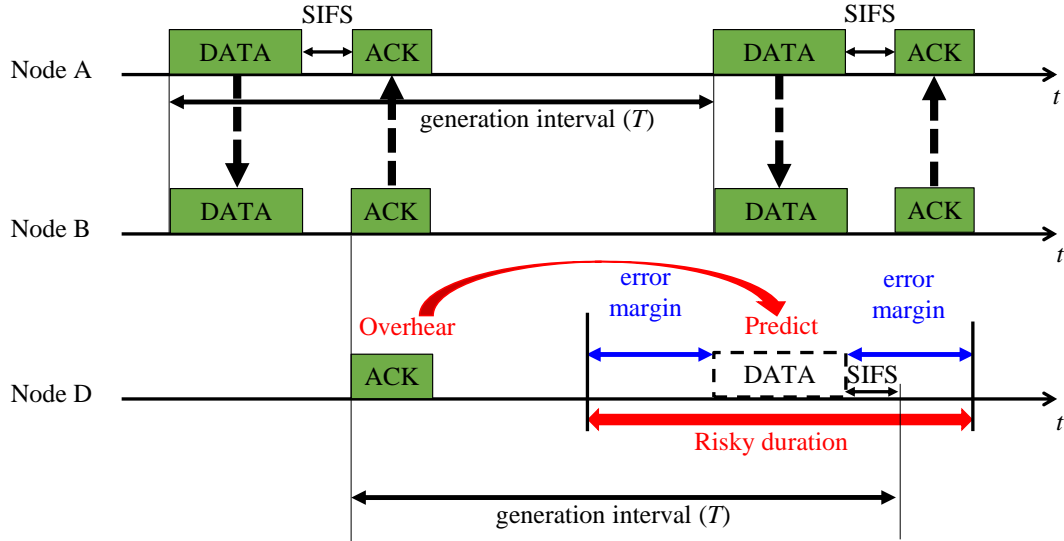 SIFS
SIFS
DATA
ACK
DATA
ACK
Node A
t
generation interval (T)
DATA
ACK
DATA
ACK
Node B
t
error
margin
error
margin
Overhear
Predict
ACK
DATA
SIFS
Node D
t
Risky duration
generation interval (T)